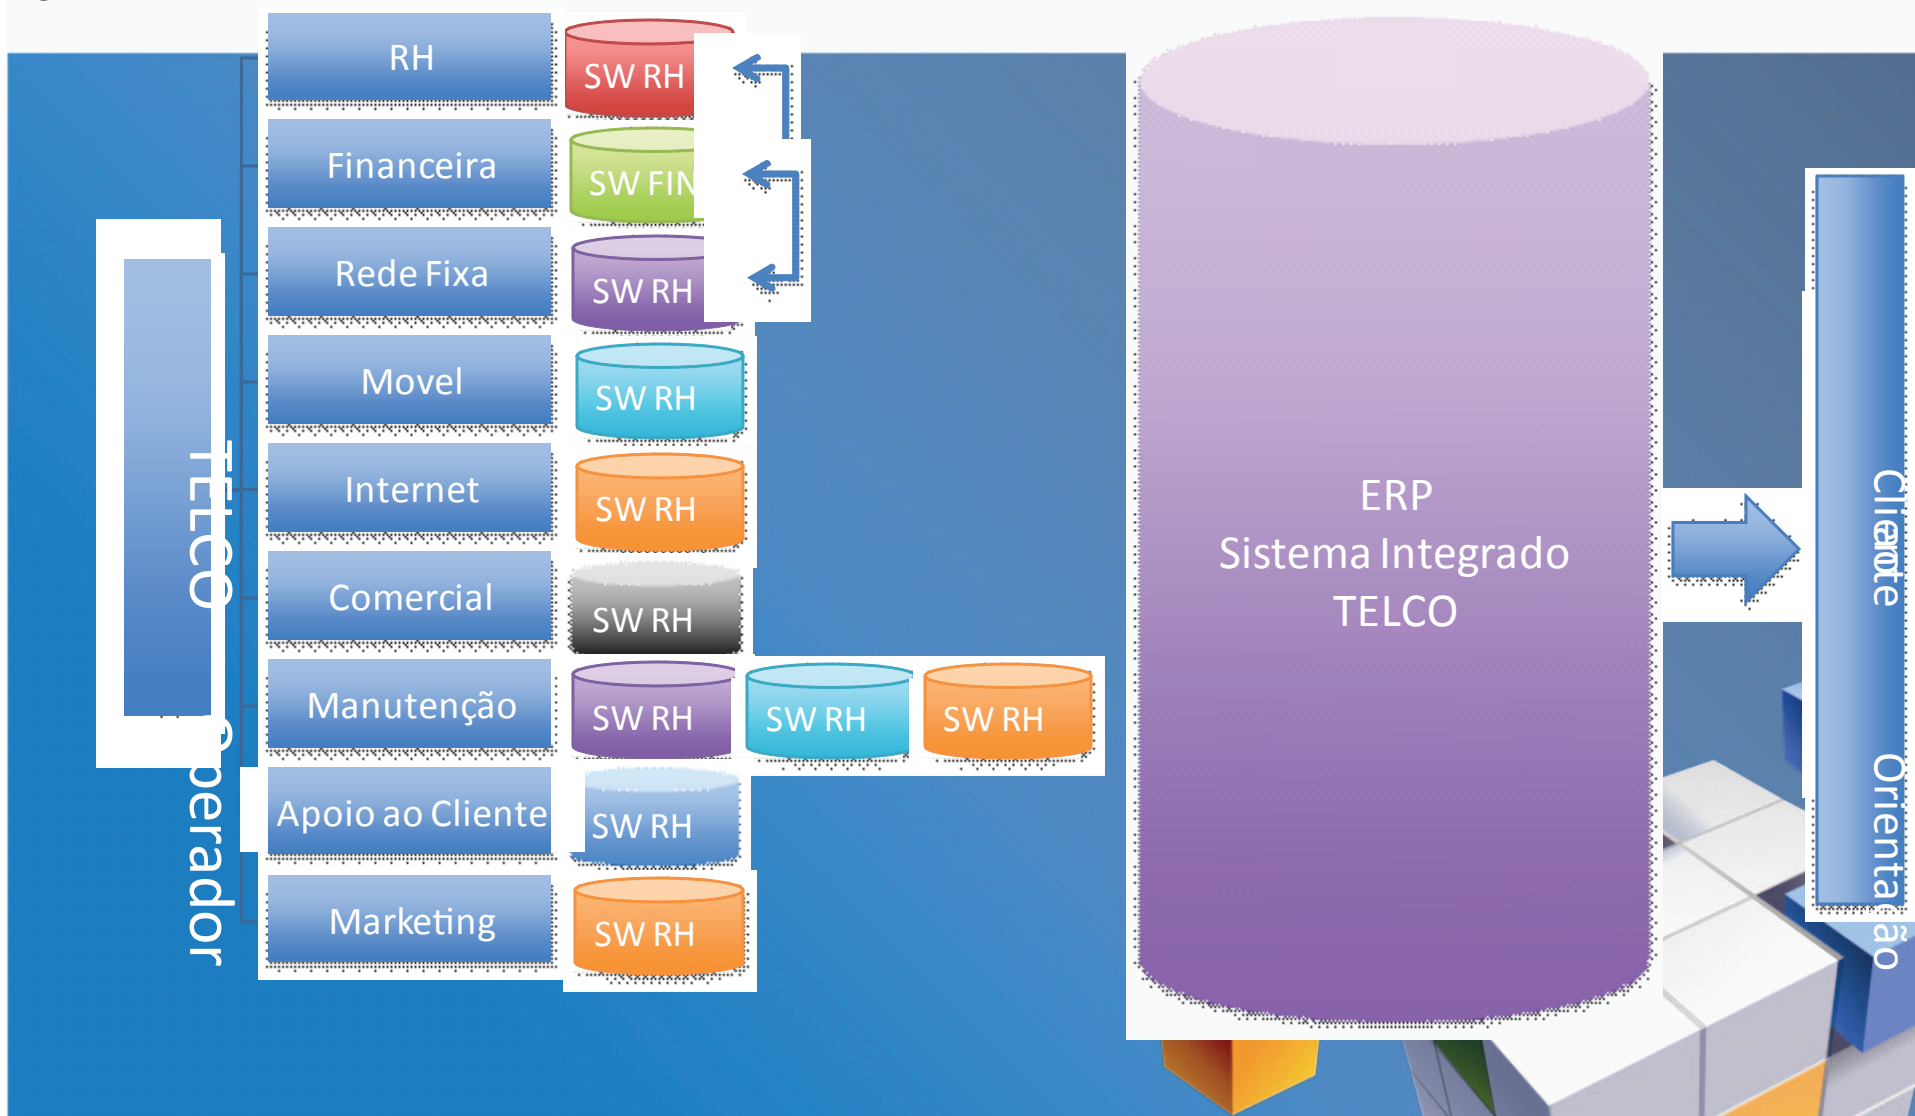 TELCO Operador
RH
SW RH
Financeira
SW FIN
Rede Fixa
SW RH
Movel
SW RH
Internet
SW RH
Comercial
SW RH
Manutenção
SW RH
SW RH
SW RH
Apoio ao Cliente
SW RH
Marketing
SW RH
ERP
Sistema Integrado
TELCO
Orientação
Cliente